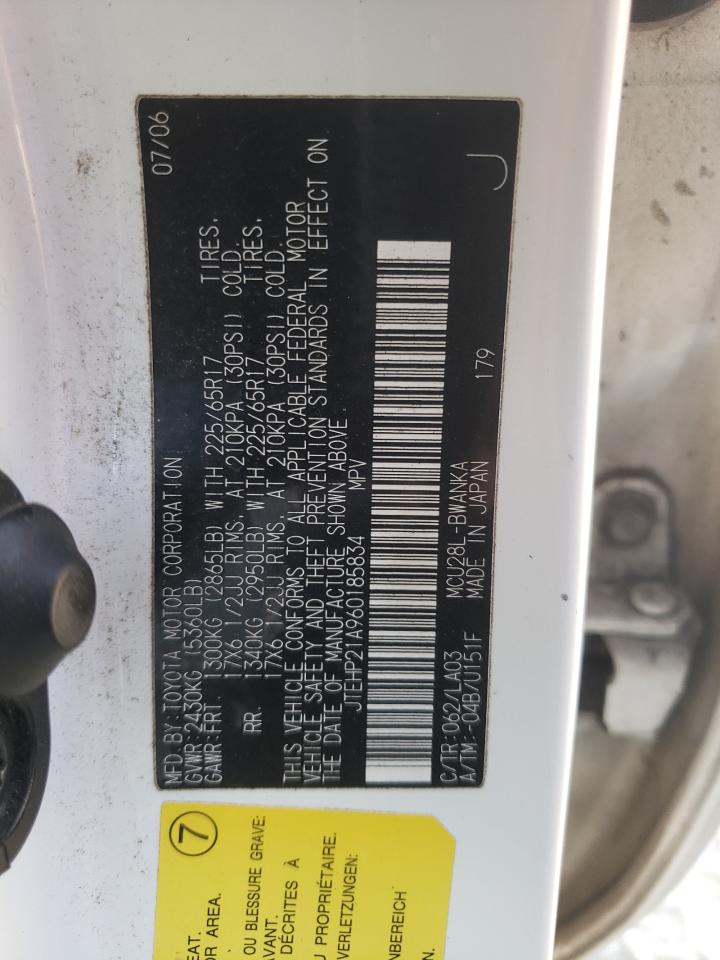 MFD.BY:TOYOTA MOTOR CORPORATION 07/06
GVWR:2430KG (5360LB)
GAWR:FRT. 1300KG (2865LB) WITH 225/65R17 TIRES,
17X6 1/2JJ RIMS, AT 210KPA (30PSI) COLD.
RR. 1340KG (2950LB) WITH 225/65R17 TIRES,
17X6 1/2JJ RIMS, AT 210KPA (30PSI) COLD.
THIS VEHICLE CONFORMS TO ALL APPLICABLE FEDERAL MOTOR
VEHICLE SAFETY AND THEFT PREVENTION STANDARDS IN EFFECT ON
THE DATE OF MANUFACTURE SHOWN ABOVE.
JTEHP21A960185834 MPV
C/TR:062/LA03 MCU28L-BWANKA 179
A/TM:-04B/U151F MADE IN JAPAN
J
7
EAT.
OR AREA.
OU BLESSURE GRAVE:
AVANT.
DÉCRITES À
U PROPRIÉTAIRE.
VERLETZUNGEN:
NBEREICH
N.